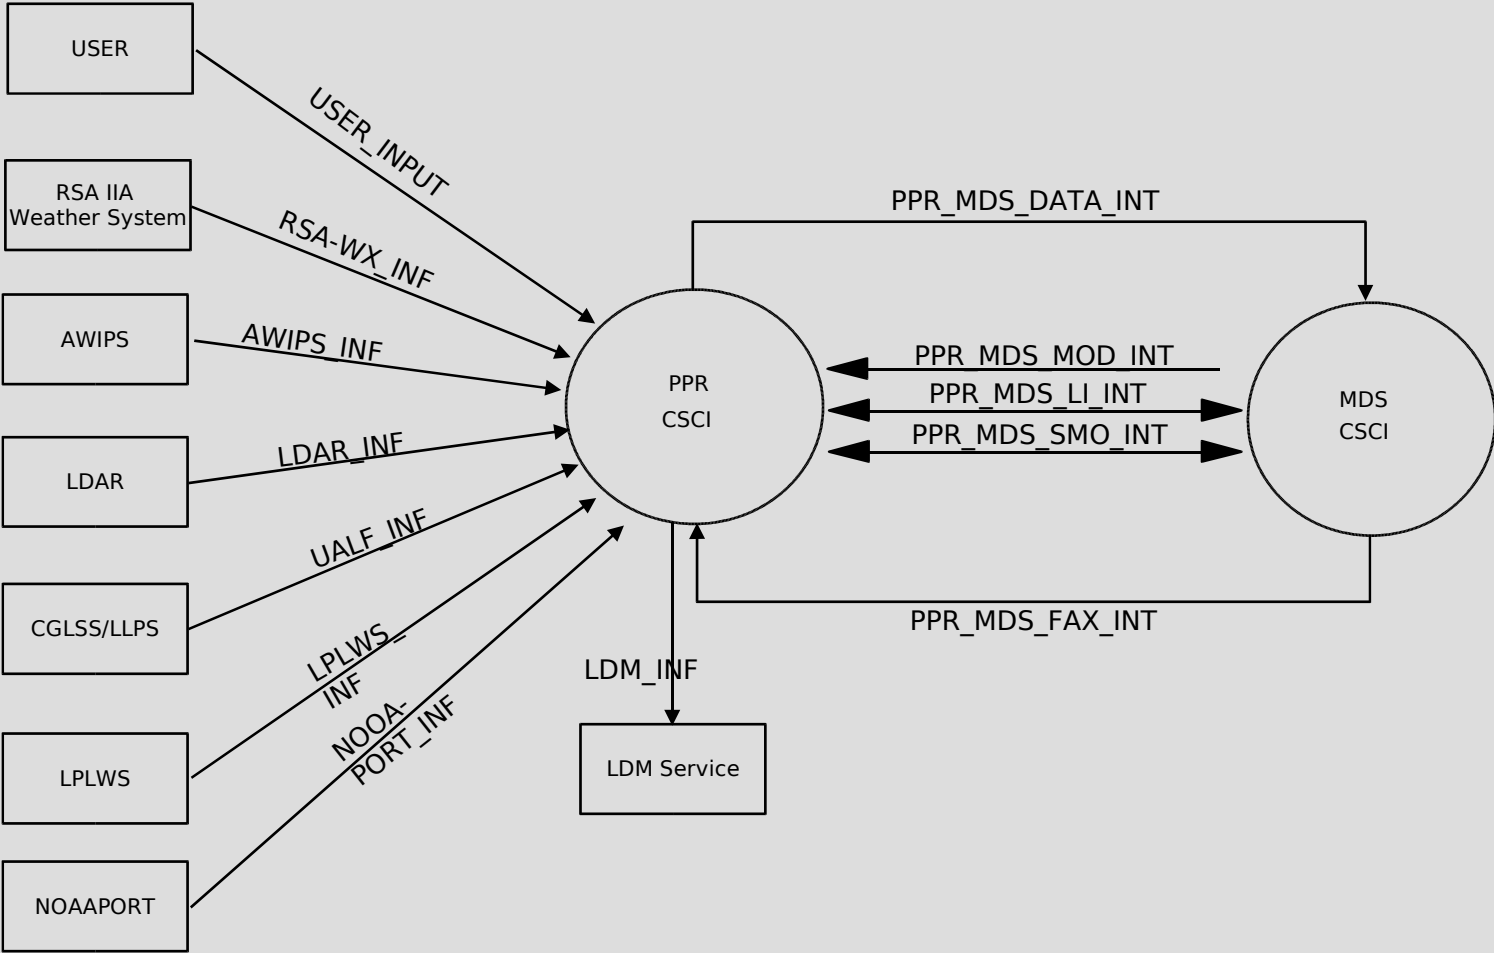 USER
USER_INPUT
RSA IIA
Weather System
RSA-WX_INF
PPR_MDS_DATA_INT
AWIPS
AWIPS_INF
PPR
CSCI
PPR_MDS_MOD_INT
PPR_MDS_LI_INT
PPR_MDS_SMO_INT
MDS
CSCI
LDAR
LDAR_INF
UALF_INF
CGLSS/LLPS
PPR_MDS_FAX_INT
LPLWS_
INF
LDM_INF
NOOA-
PORT_INF
LPLWS
LDM Service
NOAAPORT